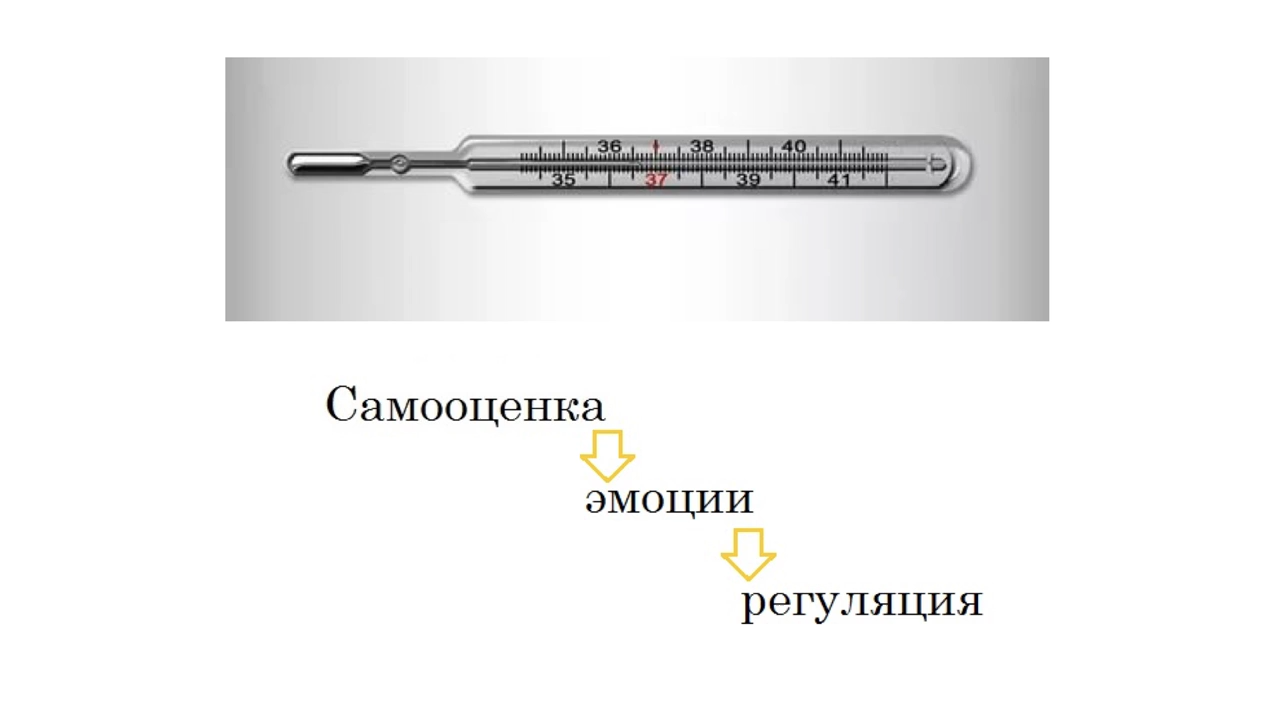 36 38 40
35 37 39 41
Самооценка
эмоции
регуляция